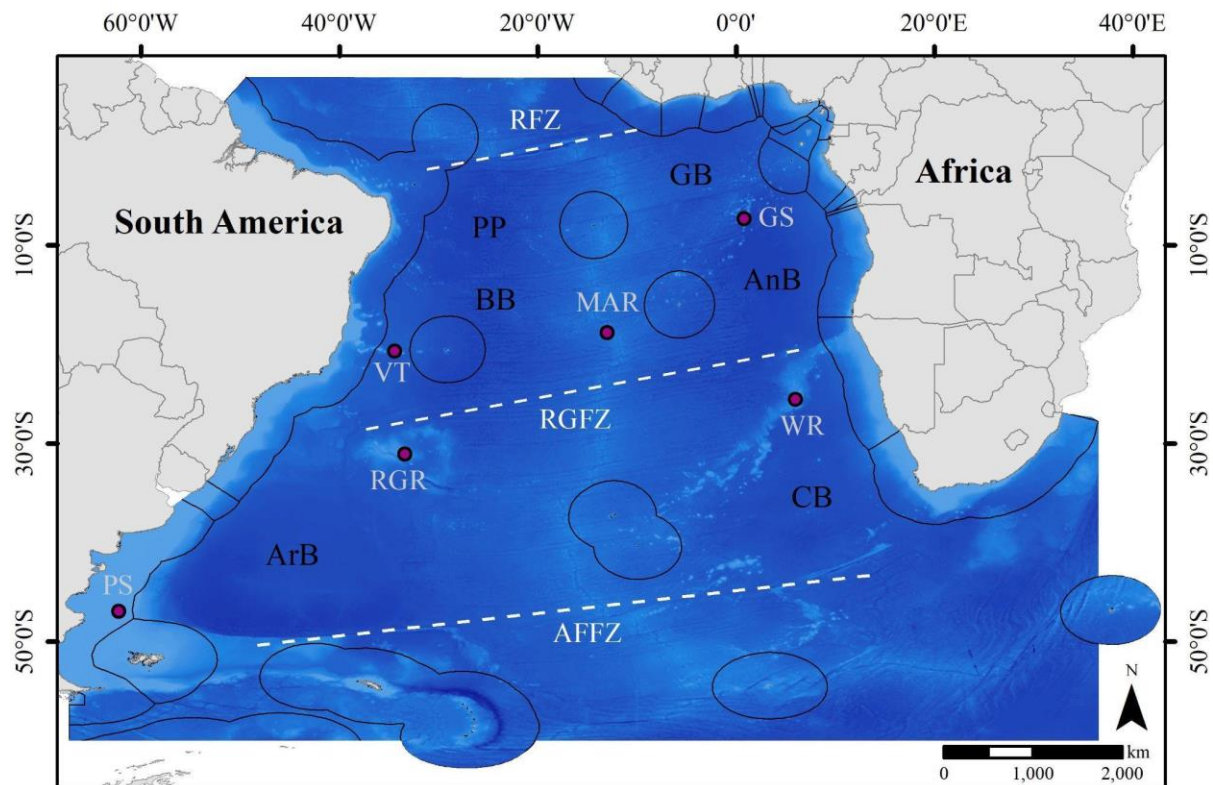 60°0'W 40°0'W 20°0'W 0°0' 20°0'E 40°0'E
RFZ
GB
Africa
South America
PP
GS
10°0'S
10°0'S
BB
MAR
AnB
VT
RGFZ
WR
30°0'S
30°0'S
RGR
CB
ArB
PS
AFFZ
50°0'S
50°0'S
N
km
0 1,000 2,000